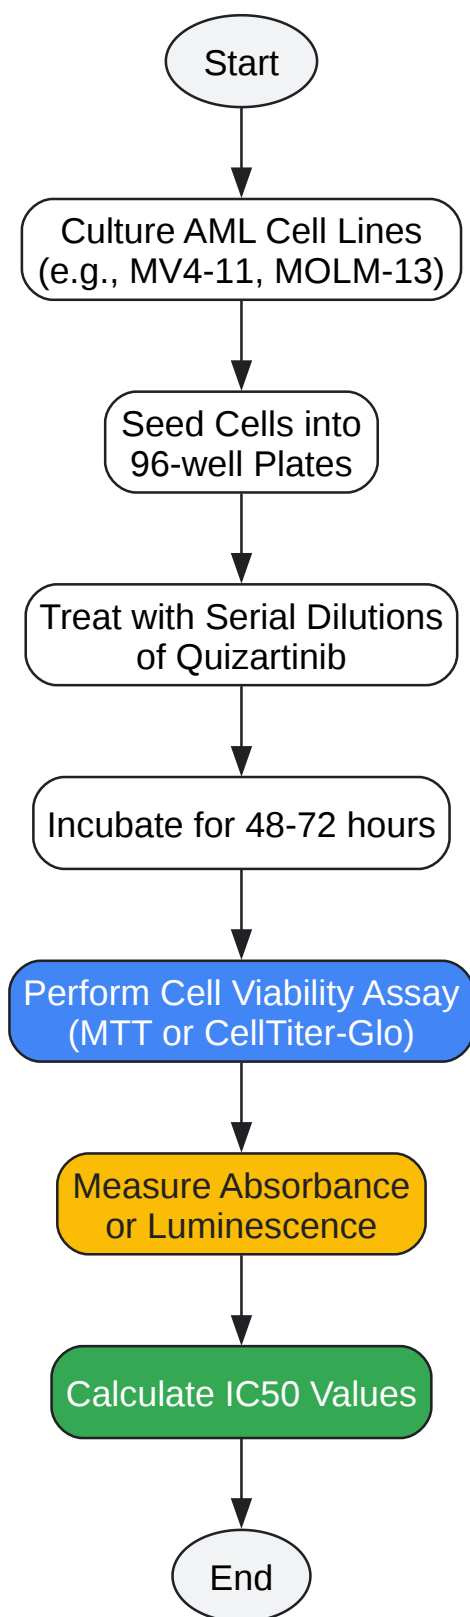 Start
Culture AML Cell Lines
(e.g., MV4-11, MOLM-13)
Seed Cells into
96-well Plates
Treat with Serial Dilutions
of Quizartinib
Incubate for 48-72 hours
Perform Cell Viability Assay
(MTT or CellTiter-Glo)
Measure Absorbance
or Luminescence
Calculate IC50 Values
End